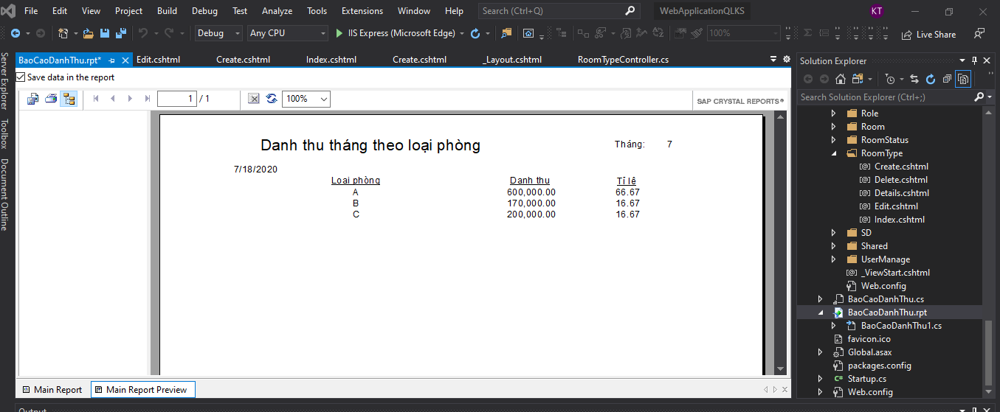 File Edit View Project Build Debug Test Analyze Tools Extensions Window Help Search (Ctrl+Q) WebApplicationQLKS KT
Debug Any CPU IIS Express (Microsoft Edge) 100% Live Share
Server Explorer
Toolbox
Document Outline
BaoCaoDanhThu.rpt* Edit.cshtml Create.cshtml Index.cshtml Create.cshtml _Layout.cshtml RoomTypeController.cs
Save data in the report
1 / 1 100%
SAP CRYSTAL REPORTS®
Danh thu tháng theo loại phòng Tháng: 7
7/18/2020
Loại phòng Danh thu Tỉ lệ
A 600,000.00 66.67
B 170,000.00 16.67
C 200,000.00 16.67
Main Report Main Report Preview
Output
Solution Explorer
Search Solution Explorer (Ctrl+;)
Role
Room
RoomStatus
RoomType
Create.cshtml
Delete.cshtml
Details.cshtml
Edit.cshtml
Index.cshtml
SD
Shared
UserManage
_ViewStart.cshtml
Web.config
BaoCaoDanhThu.cs
BaoCaoDanhThu.rpt
BaoCaoDanhThu1.cs
favicon.ico
Global.asax
packages.config
C# Startup.cs
Web.config